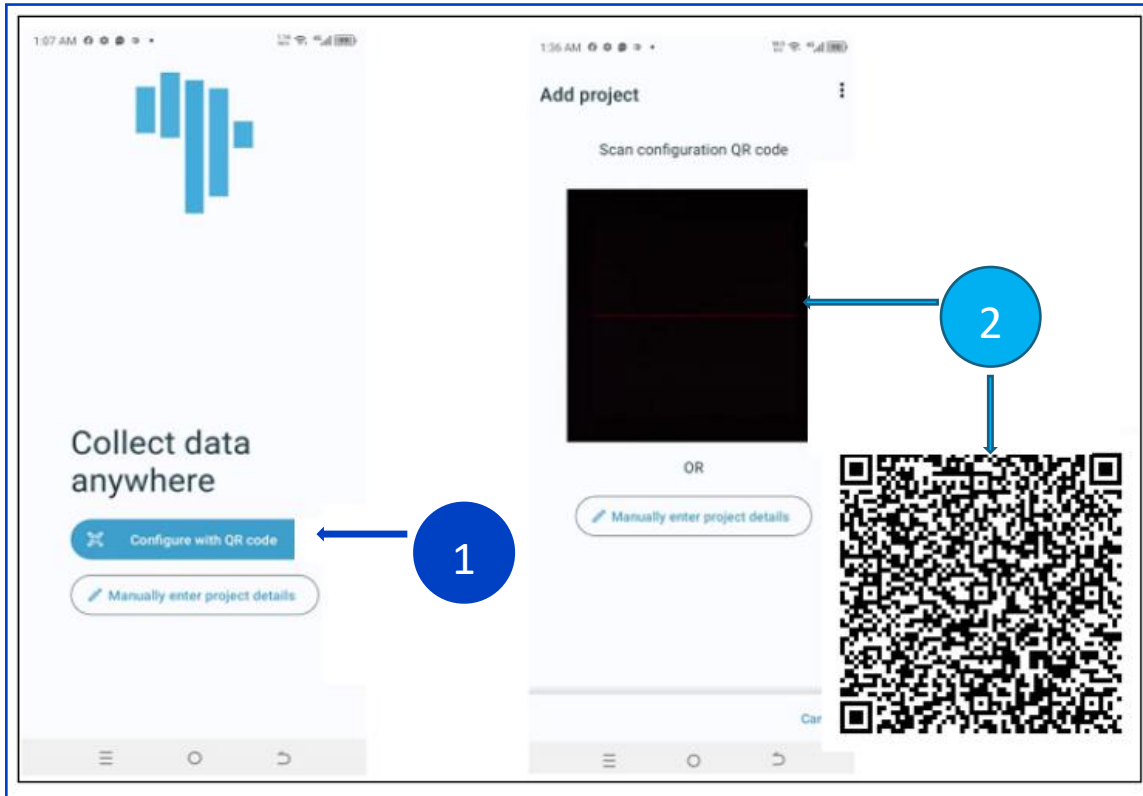 1:07 AM
Collect data
anywhere
Configure with QR code
Manually enter project details
1
1:36 AM
Add project
Scan configuration QR code
OR
Manually enter project details
2